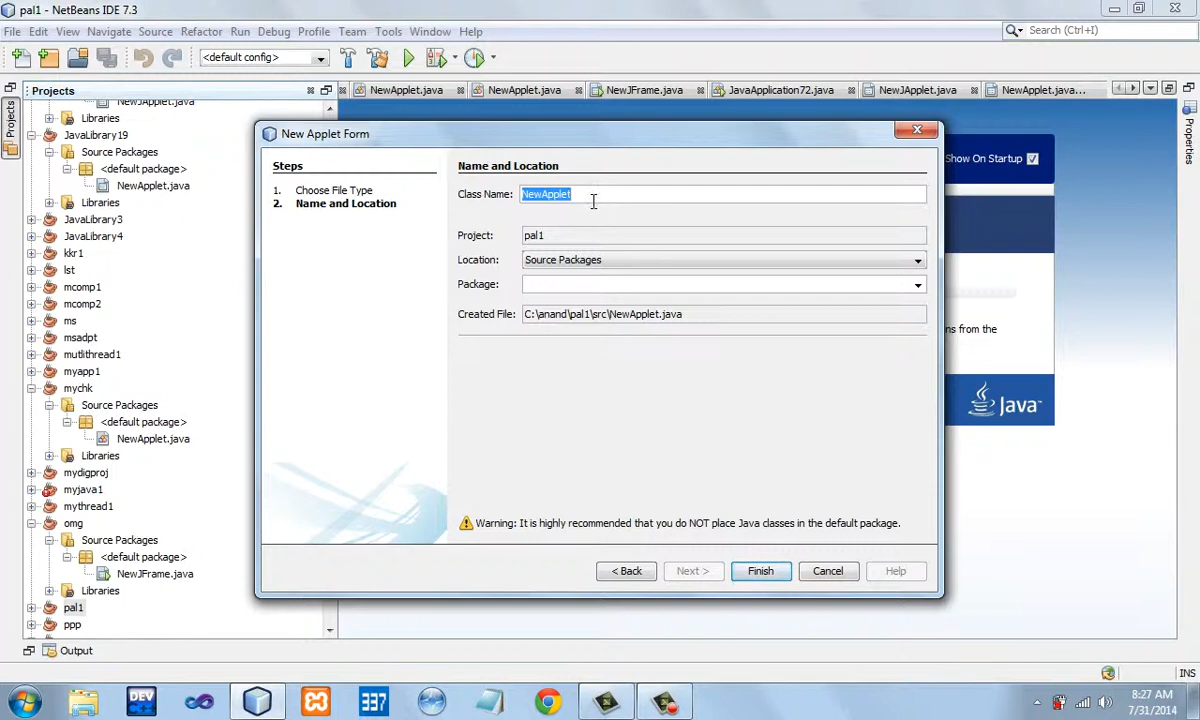 pal1 - NetBeans IDE 7.3
File Edit View Navigate Source Refactor Run Debug Profile Team Tools Window Help
Search (Ctrl+I)
<default config>
Projects
NewApplet.java
NewApplet.java
NewJFrame.java
JavaApplication72.java
NewJApplet.java
NewApplet.java...
Projects
Properties
NewJApplet.java
Libraries
JavaLibrary19
Source Packages
<default package>
NewApplet.java
Libraries
JavaLibrary3
JavaLibrary4
kkr1
lst
mcomp1
mcomp2
ms
msadpt
mutlithread1
myapp1
mychk
Source Packages
<default package>
NewApplet.java
Libraries
mydigproj
myjava1
mythread1
omg
Source Packages
<default package>
NewJFrame.java
Libraries
pal1
ppp
New Applet Form
Steps
1. Choose File Type
2. Name and Location
Name and Location
Class Name: NewApplet
Project: pal1
Location: Source Packages
Package:
Created File: C:\anand\pal1\src\NewApplet.java
Warning: It is highly recommended that you do NOT place Java classes in the default package.
< Back
Next >
Finish
Cancel
Help
Show On Startup
ns from the
Java™
Output
INS
DEV
C++
337
8:27 AM
7/31/2014